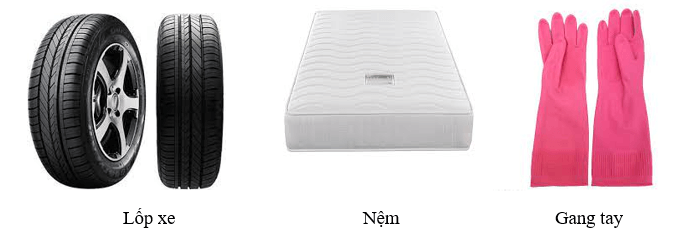 Lốp xe
Nệm
Gang tay